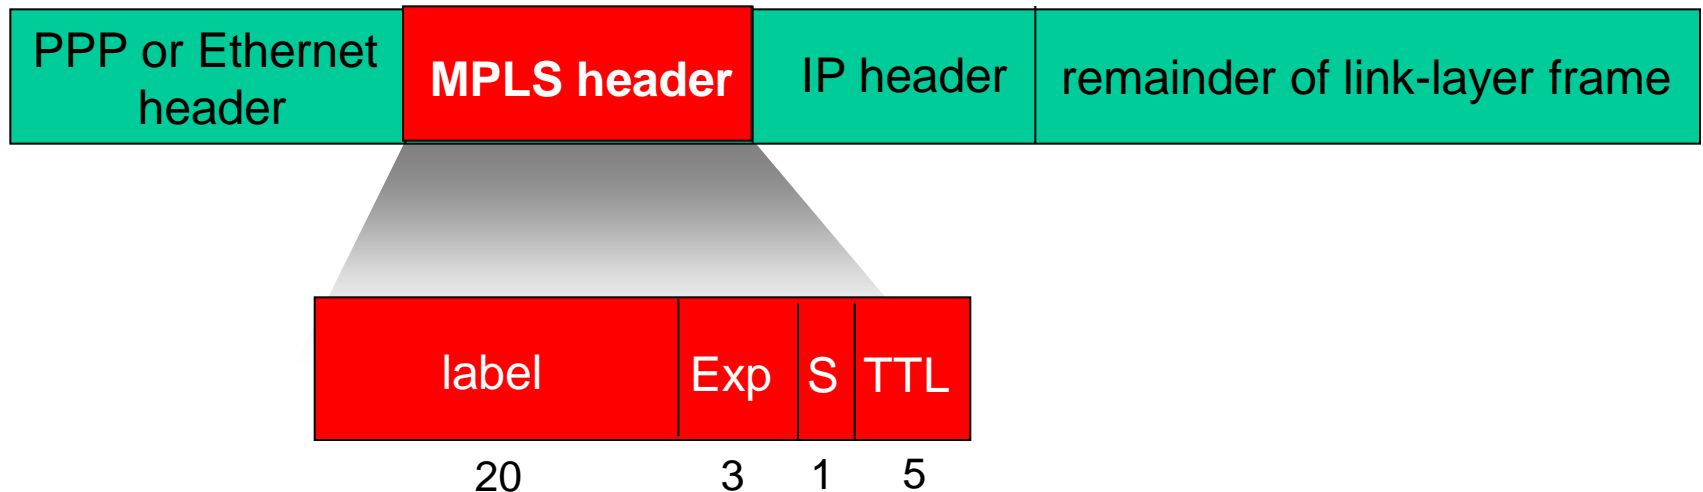 PPP or Ethernet
header
MPLS header
IP header
remainder of link-layer frame
label
Exp
S
TTL
20
3
1
5